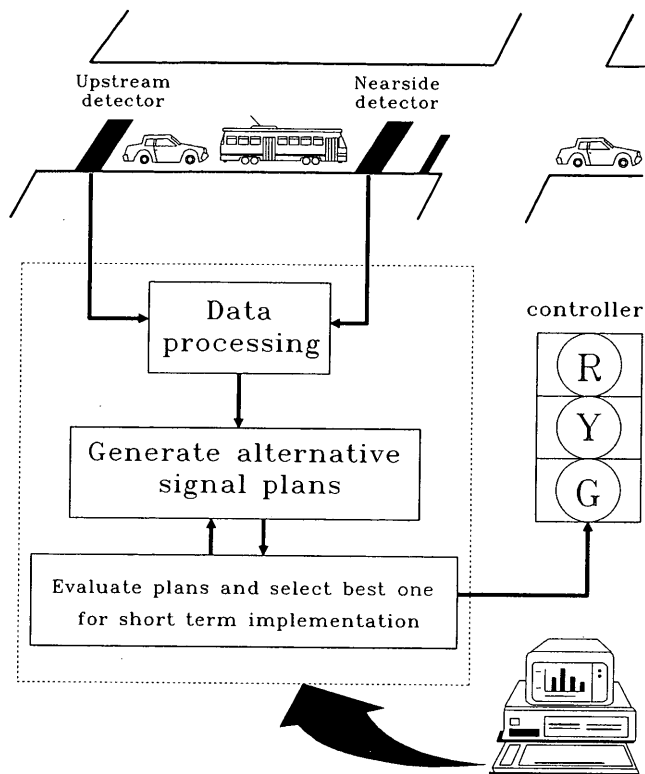 Upstream
detector
Nearside
detector
Data
processing
controller
R
Y
G
Generate alternative
signal plans
Evaluate plans and select best one
for short term implementation